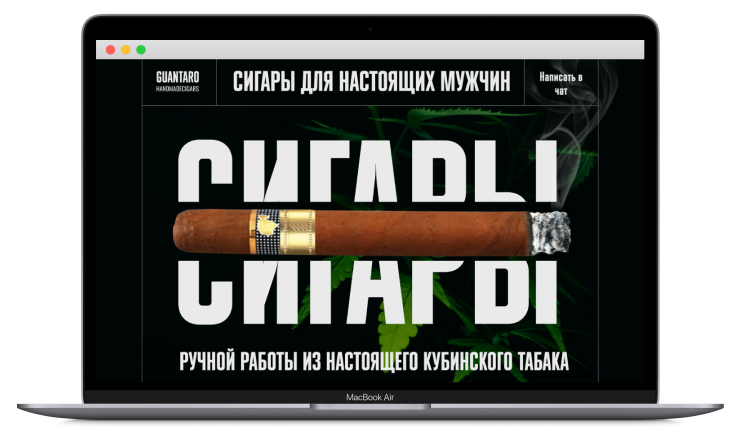 GUANTARO
HANDMADECIGARS
СИГАРЫ ДЛЯ НАСТОЯЩИХ МУЖЧИН
Написать в
чат
СИГАРЫ
СИГАРЫ
РУЧНОЙ РАБОТЫ ИЗ НАСТОЯЩЕГО КУБИНСКОГО ТАБАКА
MacBook Air